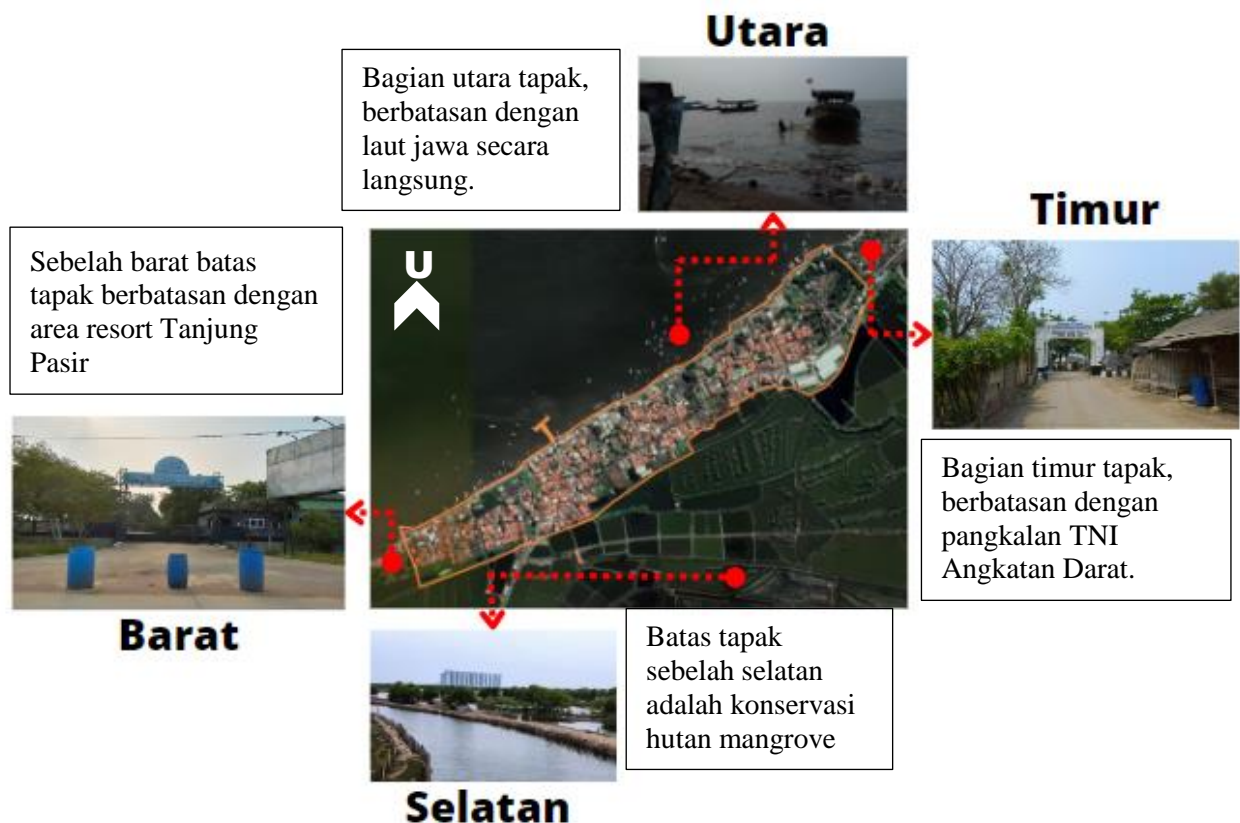 Utara
Bagian utara tapak,
berbatasan dengan
laut jawa secara
langsung.
Timur
Sebelah barat batas
tapak berbatasan dengan
area resort Tanjung
Pasir
U
Bagian timur tapak,
berbatasan dengan
pangkalan TNI
Angkatan Darat.
Barat
Batas tapak
sebelah selatan
adalah konservasi
hutan mangrove
Selatan